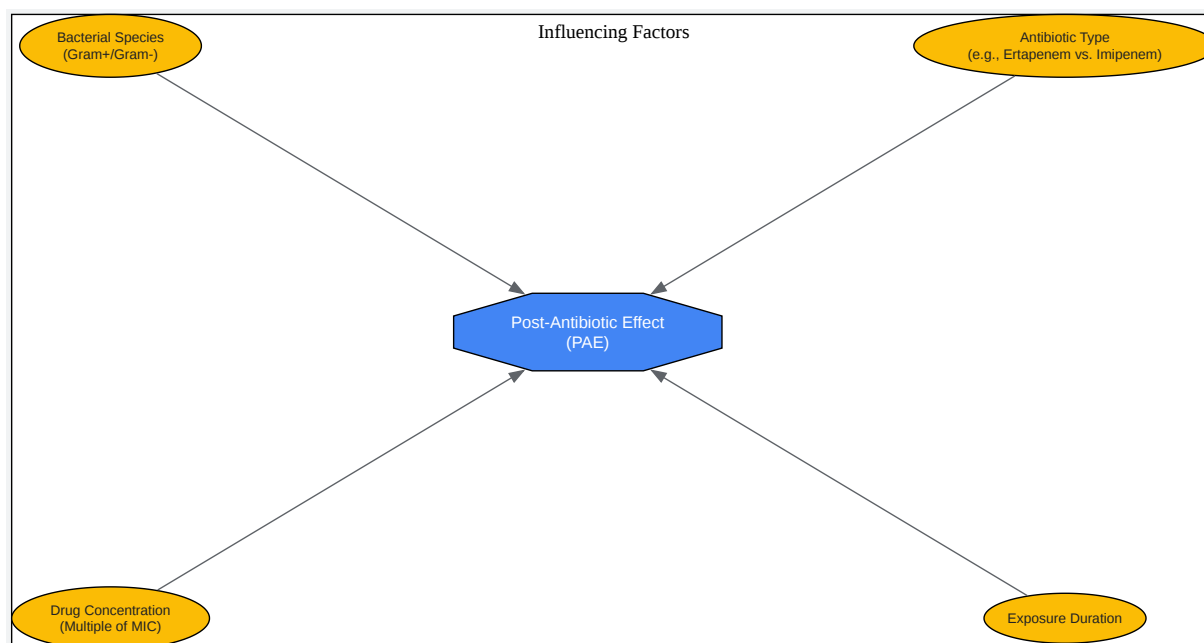 Influencing Factors
Bacterial Species
(Gram+/Gram-)
Antibiotic Type
(e.g., Ertapenem vs. Imipenem)
Post-Antibiotic Effect
(PAE)
Drug Concentration
(Multiple of MIC)
Exposure Duration